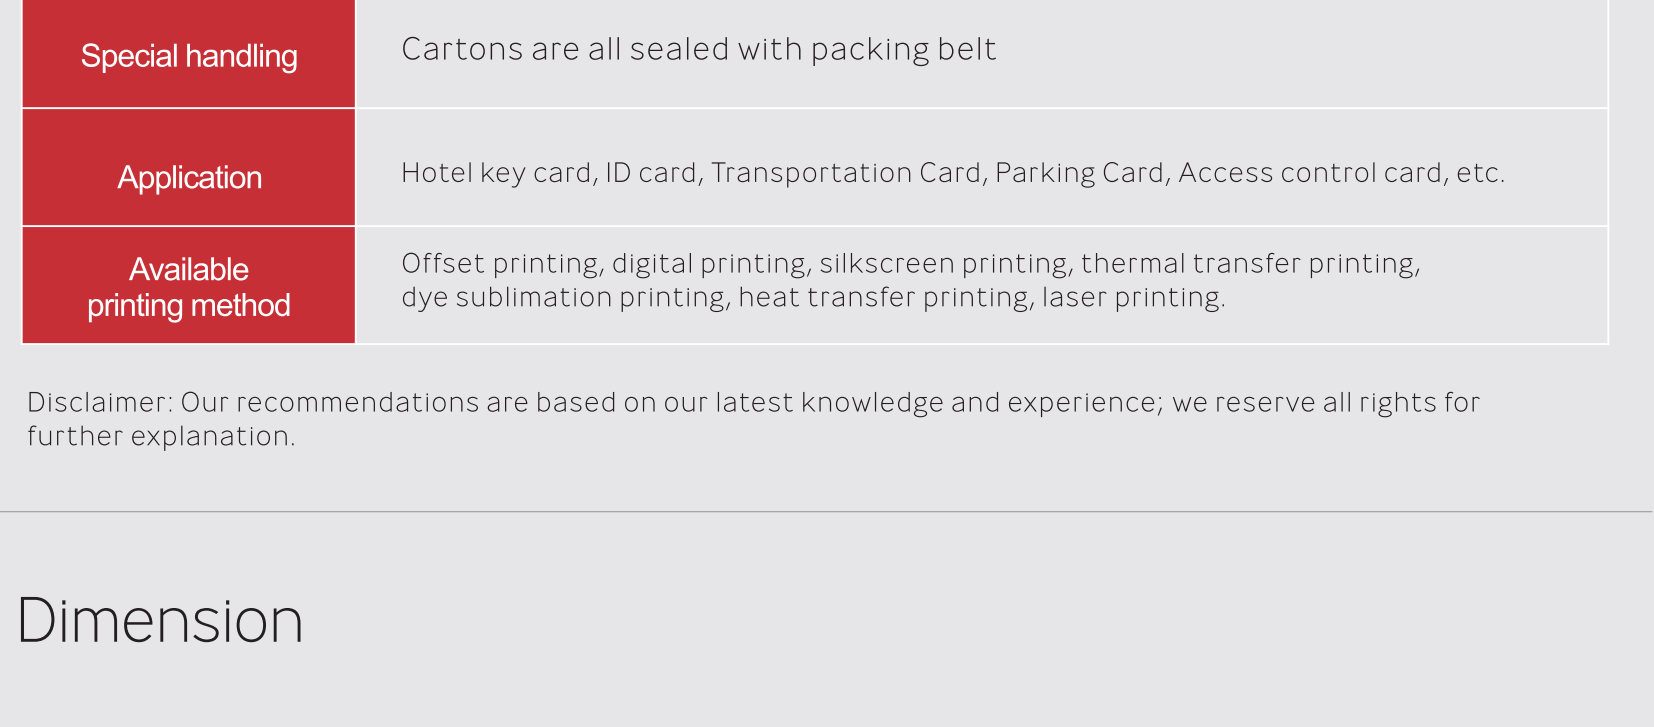 Special handling
Cartons are all sealed with packing belt
Application
Hotel key card, ID card, Transportation Card, Parking Card, Access control card, etc.
Available
printing method
Offset printing, digital printing, silkscreen printing, thermal transfer printing,
dye sublimation printing, heat transfer printing, laser printing.
Disclaimer: Our recommendations are based on our latest knowledge and experience; we reserve all rights for
further explanation.
Dimension